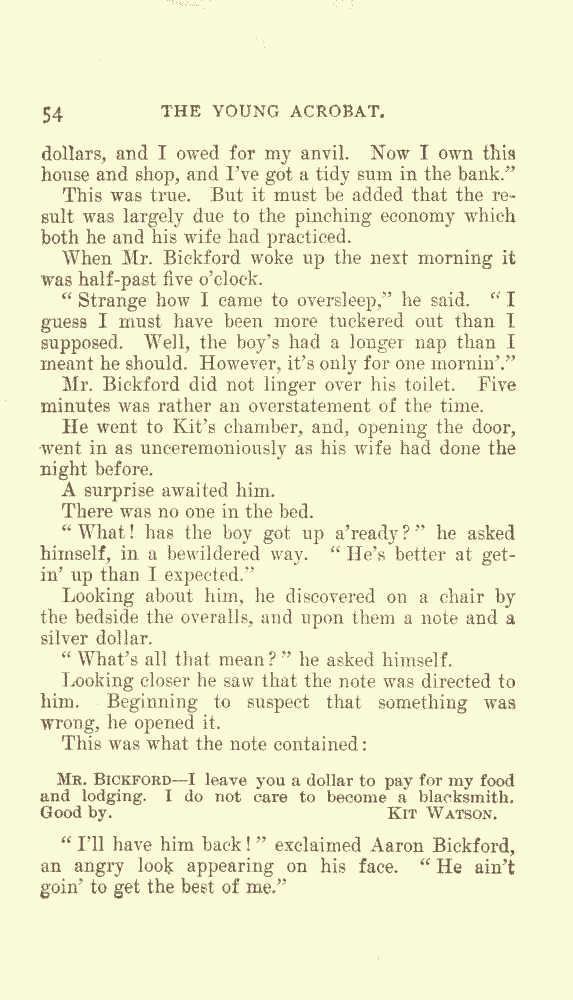 54 THE YOUNG ACROBAT.
dollars, and I owed for my anvil. Now I own this
house and shop, and I've got a tidy sum in the bank.”
This was true. But it must be added that the re-
sult was largely due to the pinching economy which
both he and his wife had practiced.
When Mr. Bickford woke up the next morning it
was half-past five o'clock.
“ Strange how I came to oversleep,” he said. “ I
guess I must have been more tuckered out than I
supposed. Well, the boy's had a longer nap than I
meant he should. However, it's only for one mornin'.”
Mr. Bickford did not linger over his toilet. Five
minutes was rather an overstatement of the time.
He went to Kit's chamber, and, opening the door,
went in as unceremoniously as his wife had done the
night before.
A surprise awaited him.
There was no one in the bed.
“ What! has the boy got up a'ready? ” he asked
himself, in a bewildered way. “ He's better at get-
in' up than I expected.”
Looking about him, he discovered on a chair by
the bedside the overalls, and upon them a note and a
silver dollar.
“ What's all that mean? ” he asked himself.
Looking closer he saw that the note was directed to
him. Beginning to suspect that something was
wrong, he opened it.
This was what the note contained:
MR. BICKFORD—I leave you a dollar to pay for my food
and lodging. I do not care to become a blacksmith.
Good by. KIT WATSON.
“ I'll have him back! ” exclaimed Aaron Bickford,
an angry look appearing on his face. “ He ain't
goin' to get the best of me.”